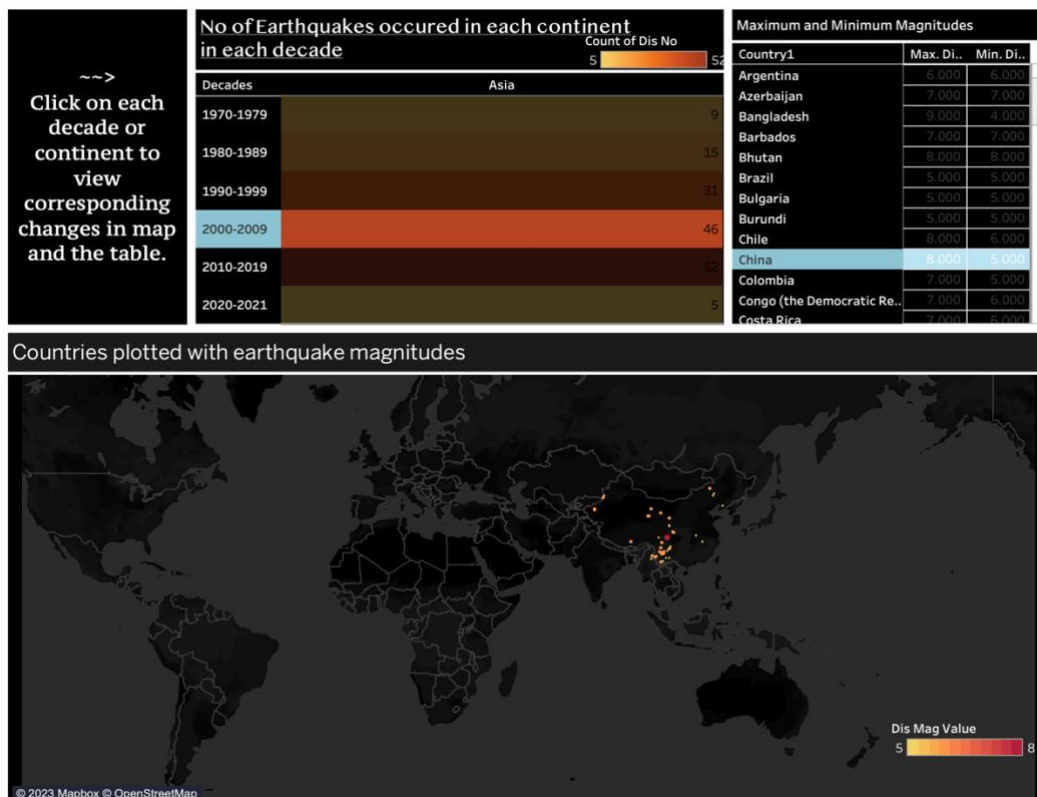 ~~>
Click on each
decade or
continent to
view
corresponding
changes in map
and the table.
No of Earthquakes occured in each continent
in each decade
Count of Dis No
5 52
Decades Asia
1970-1979 9
1980-1989 15
1990-1999 31
2000-2009 46
2010-2019 52
2020-2021 5
Maximum and Minimum Magnitudes
Country1 Max. Di.. Min. Di..
Argentina 6.000 6.000
Azerbaijan 7.000 7.000
Bangladesh 9.000 4.000
Barbados 7.000 7.000
Bhutan 8.000 8.000
Brazil 5.000 5.000
Bulgaria 5.000 5.000
Burundi 5.000 5.000
Chile 8.000 6.000
China 8.000 5.000
Colombia 7.000 5.000
Congo (the Democratic Re.. 7.000 6.000
Costa Rica 7.000 6.000
Countries plotted with earthquake magnitudes
Dis Mag Value
5 8
© 2023 Mapbox © OpenStreetMap